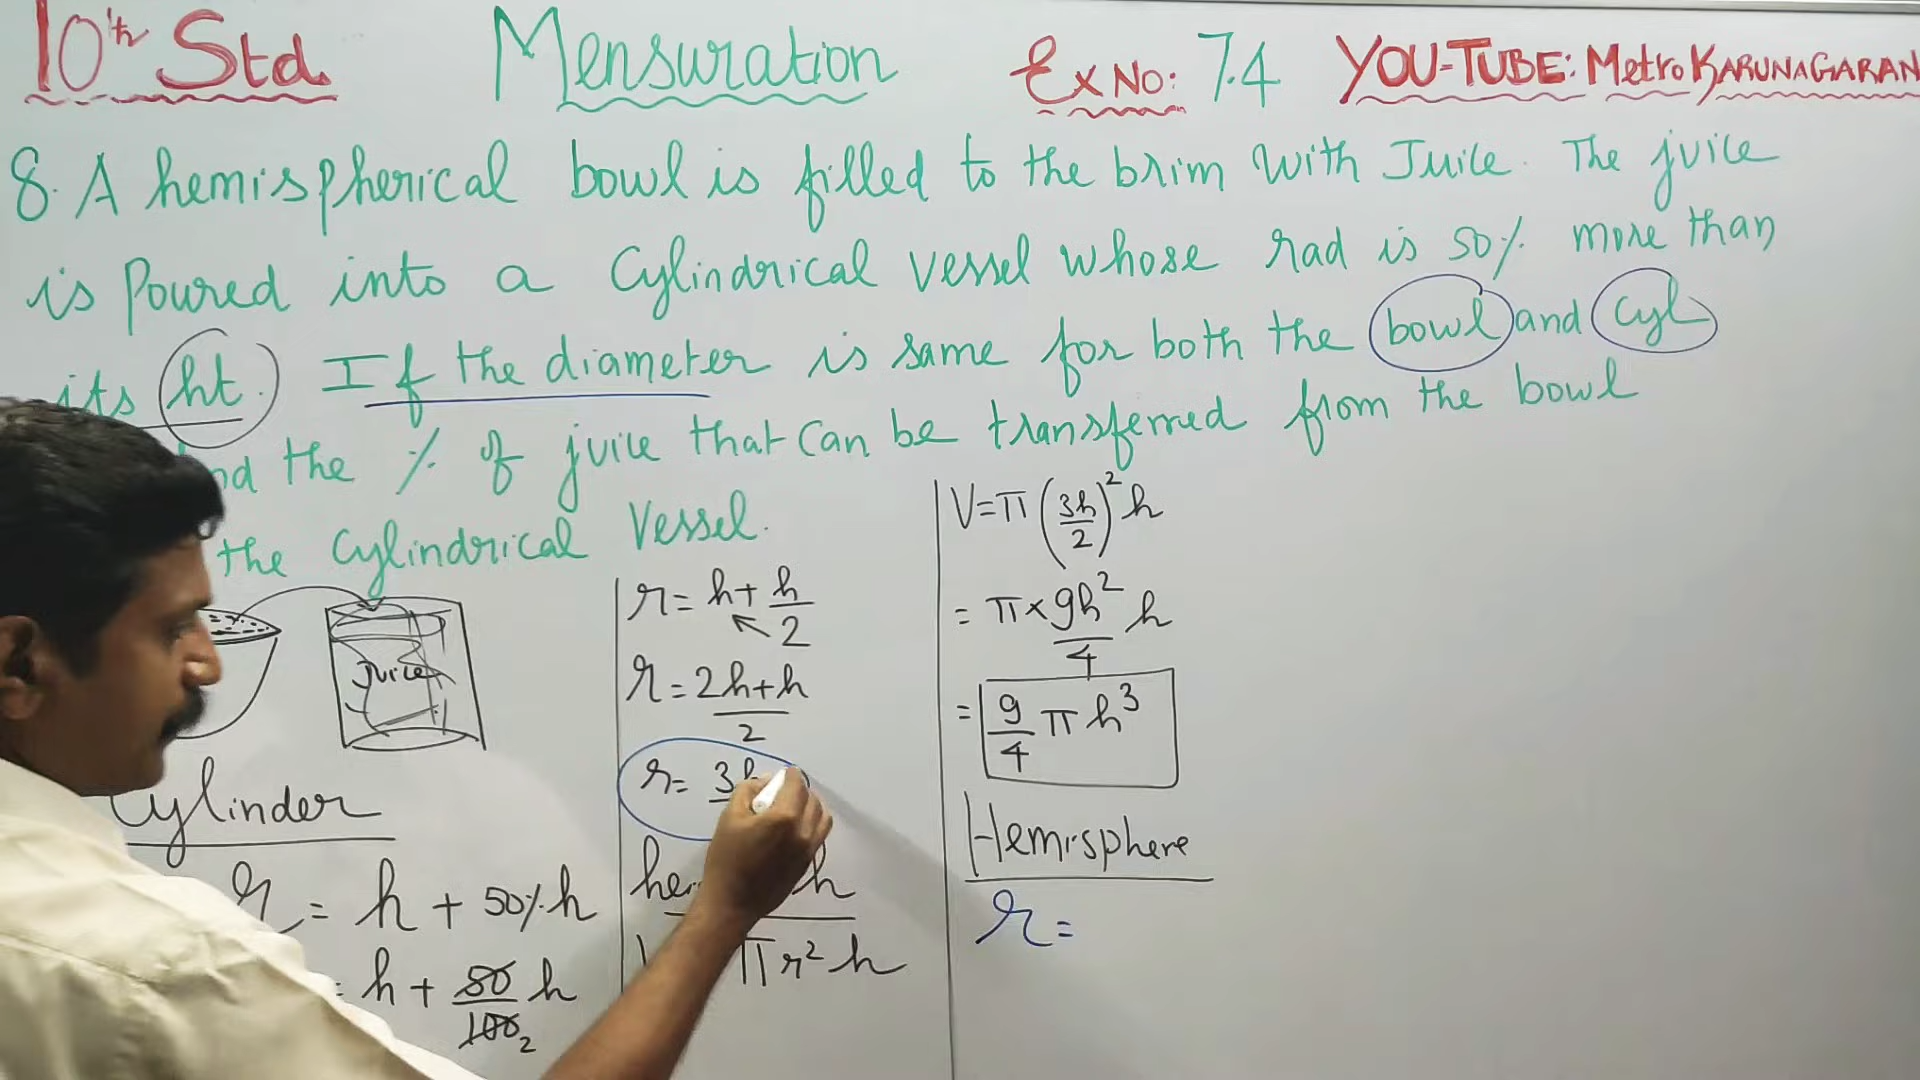 10th Std Mensuration Ex No: 7.4 YOU-TUBE: Metro KARUNAGARAN
8. A hemispherical bowl is filled to the brim with Juice. The juice
is Poured into a Cylindrical vessel whose rad is 50% more than
its ht. If the diameter is same for both the bowl and Cyl
the % of juice that Can be transferred from the bowl
the Cylindrical Vessel.
Juice
Cylinder
r = h + 50% h
= h + 50/100 2 h
r = h + h/2
r = 2h+h/2
r = 3h
h
πr²h
V = π (3h/2)² h
= π × 9h²/4 h
= 9/4 π h³
Hemisphere
r =